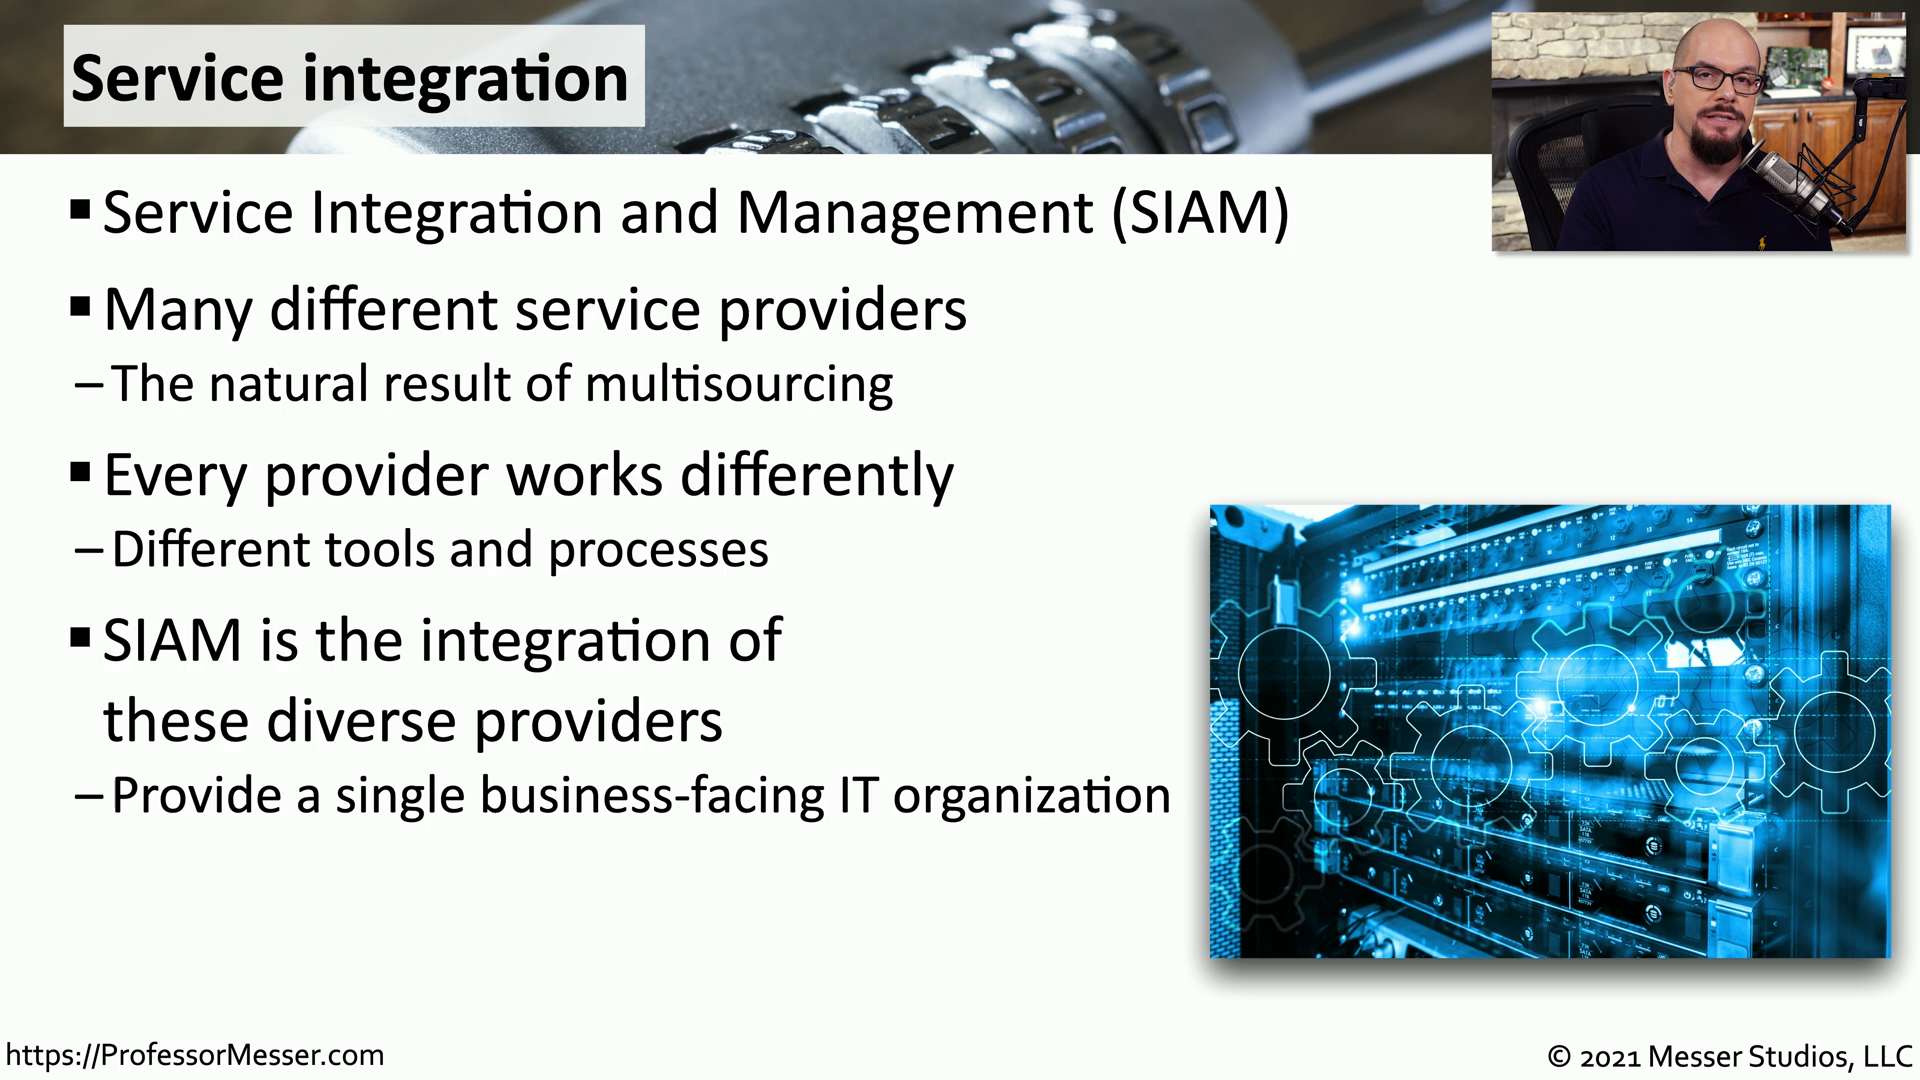 Service integration
▪ Service Integration and Management (SIAM)
▪ Many different service providers
– The natural result of multisourcing
▪ Every provider works differently
– Different tools and processes
▪ SIAM is the integration of
these diverse providers
– Provide a single business-facing IT organization
https://ProfessorMesser.com
© 2021 Messer Studios, LLC